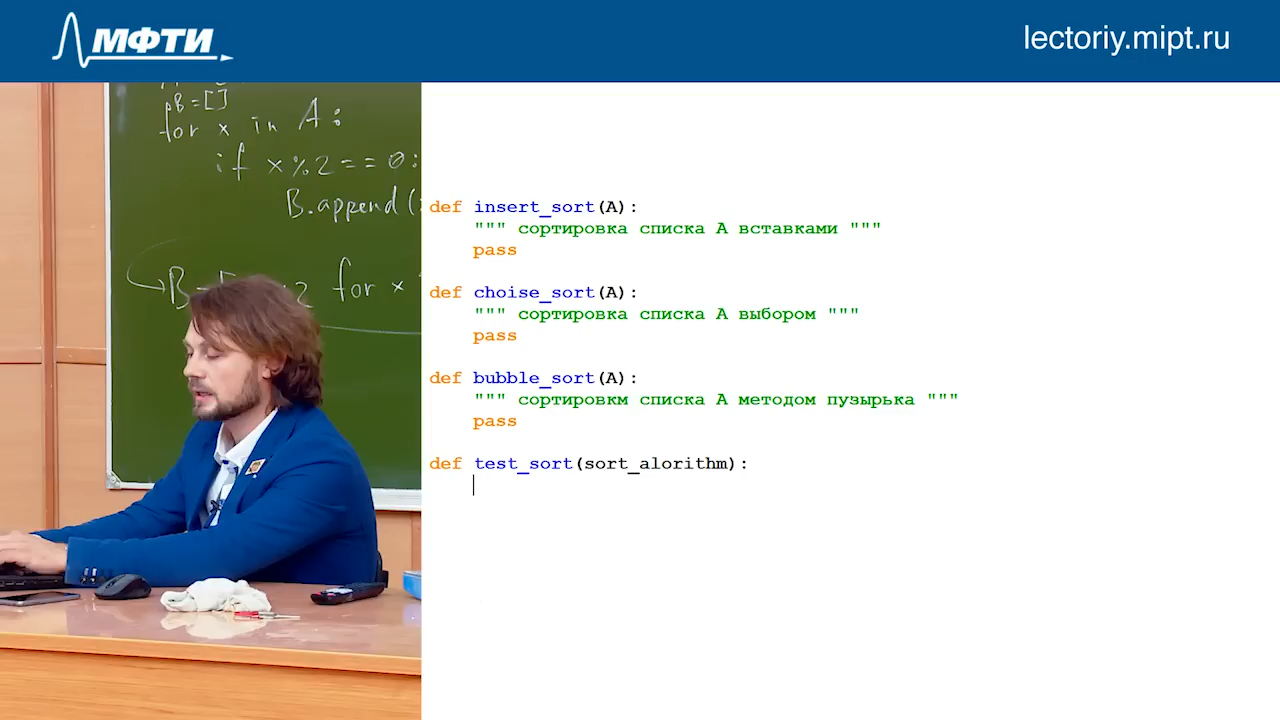 МФТИ
lectoriy.mipt.ru
B=[]
for x in A:
if x%2==0:
B.append(
for x
def insert_sort(A):
""" сортировка списка A вставками """
pass
def choise_sort(A):
""" сортировка списка A выбором """
pass
def bubble_sort(A):
""" сортировкм списка A методом пузырька """
pass
def test_sort(sort_alorithm):